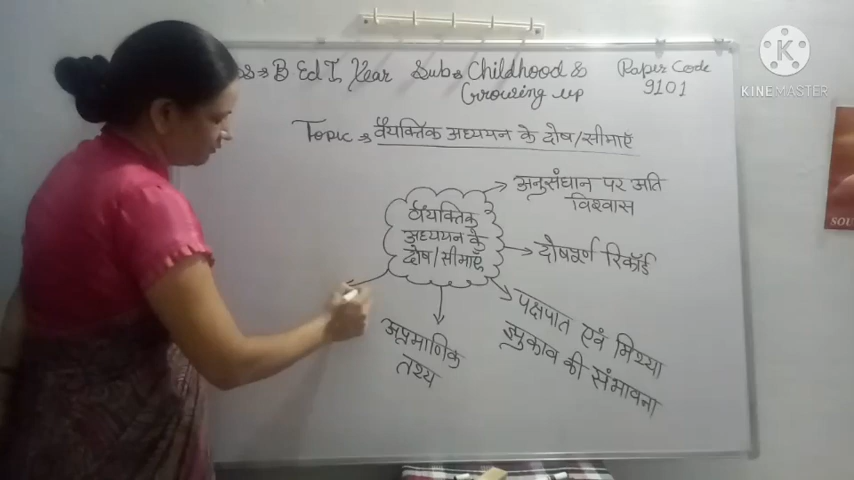 B Ed I Year Sub → Childhood & Growing up
Paper Code
9101
Topic → वैयक्तिक अध्ययन के दोष/सीमाएँ
वैयक्तिक
अध्ययन के
दोष/सीमाएँ
अनुसंधान पर अति
विश्वास
दोषपूर्ण रिकॉर्ड
पक्षपात एवं मिथ्या
झुकाव की संभावना
अप्रमाणिक
तथ्य
KINEMASTER
SOU